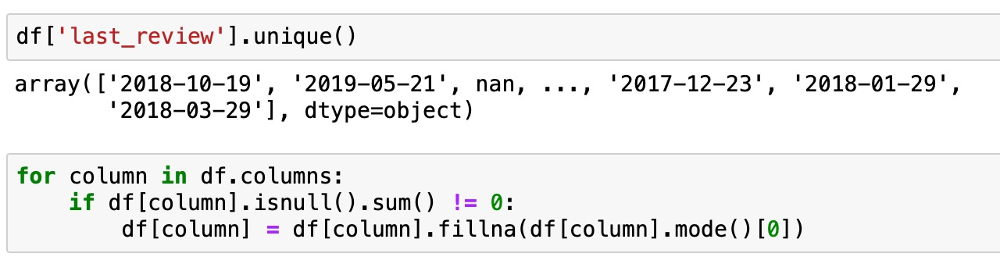 df['last_review'].unique()
array(['2018-10-19', '2019-05-21', nan, ..., '2017-12-23', '2018-01-29',
       '2018-03-29'], dtype=object)
for column in df.columns:
    if df[column].isnull().sum() != 0:
        df[column] = df[column].fillna(df[column].mode()[0])